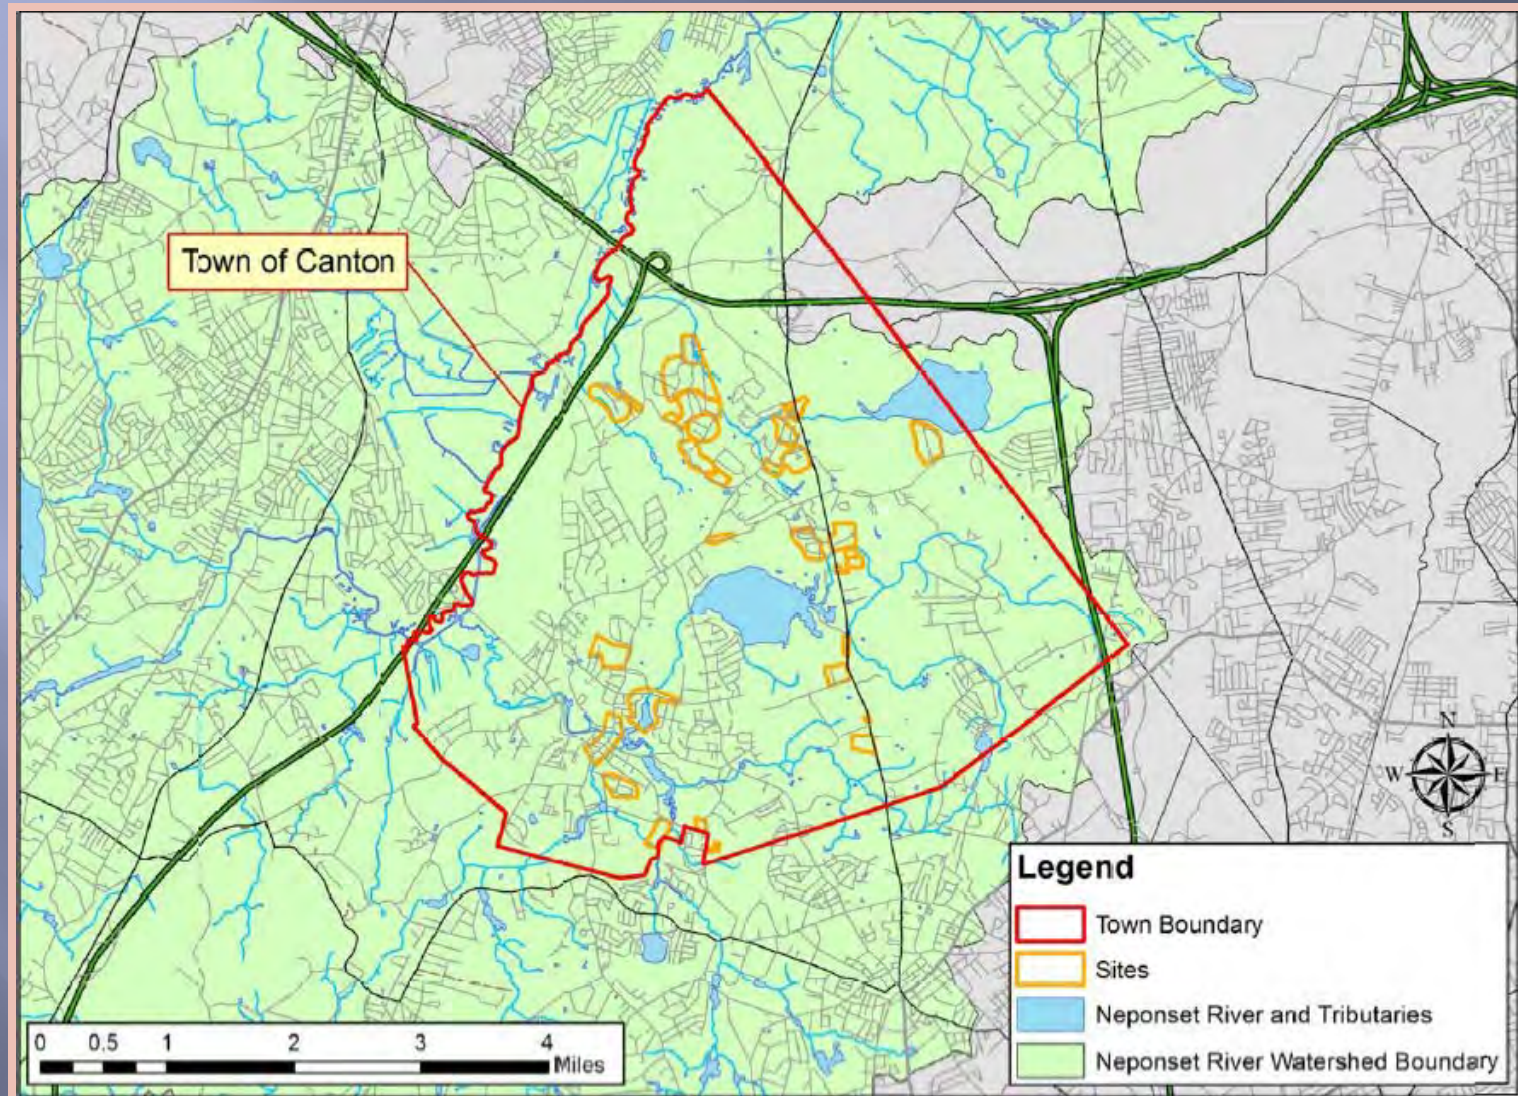 Town of Canton
N
W E
S
Legend
Town Boundary
Sites
Neponset River and Tributaries
Neponset River Watershed Boundary
0 0.5 1 2 3 4
Miles